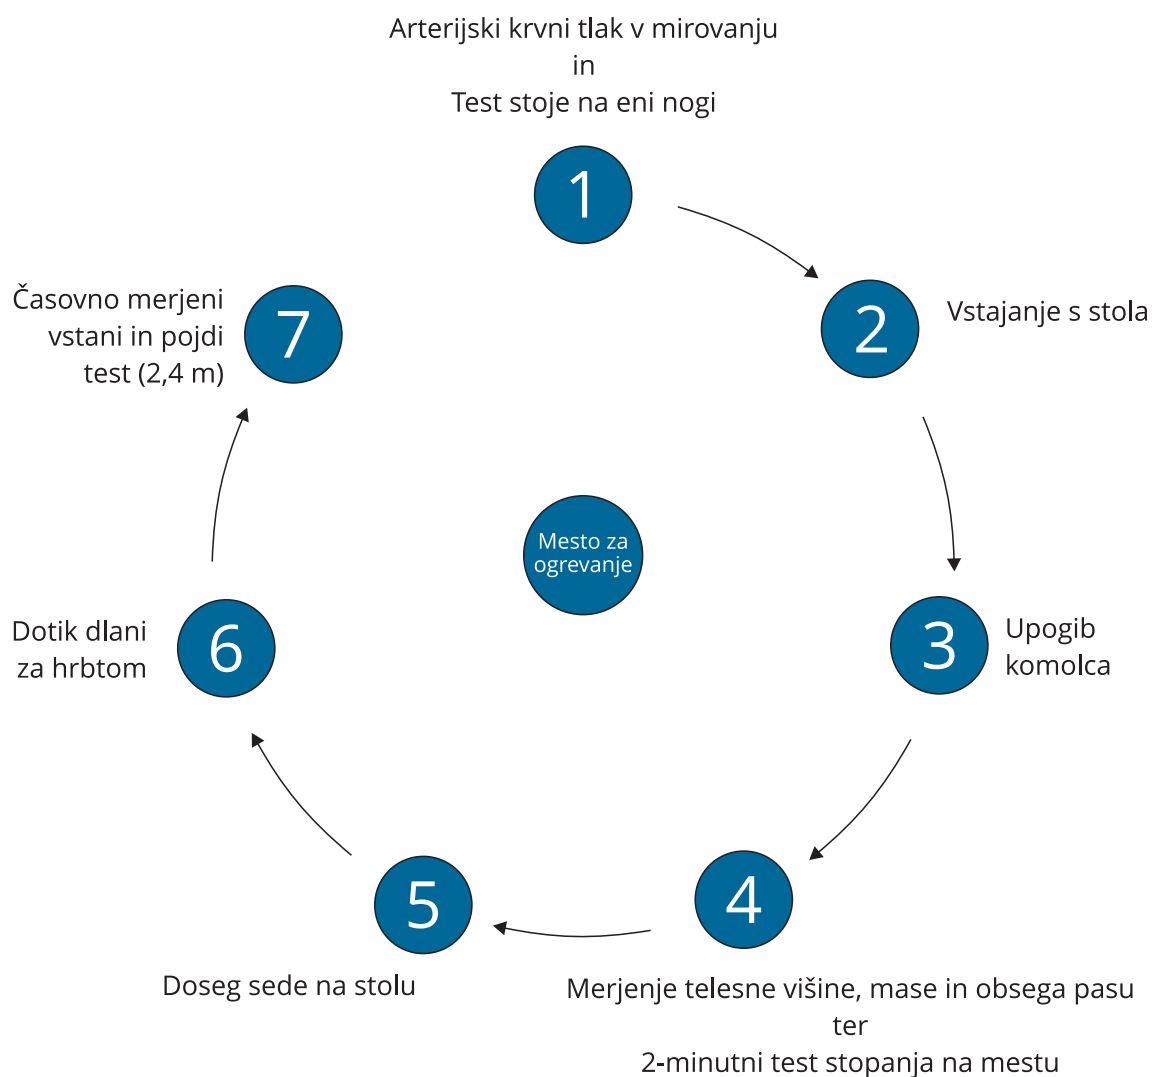 Arterijski krvni tlak v mirovanju
in
Test stoje na eni nogi
1
2
Vstajanje s stola
3
Upogib
komolca
4
Merjenje telesne višine, mase in obsega pasu
ter
2-minutni test stopanja na mestu
5
Doseg sede na stolu
6
Dotik dlani
za hrbtom
7
Časovno merjeni
vstani in pojdi
test (2,4 m)
Mesto za
ogrevanje